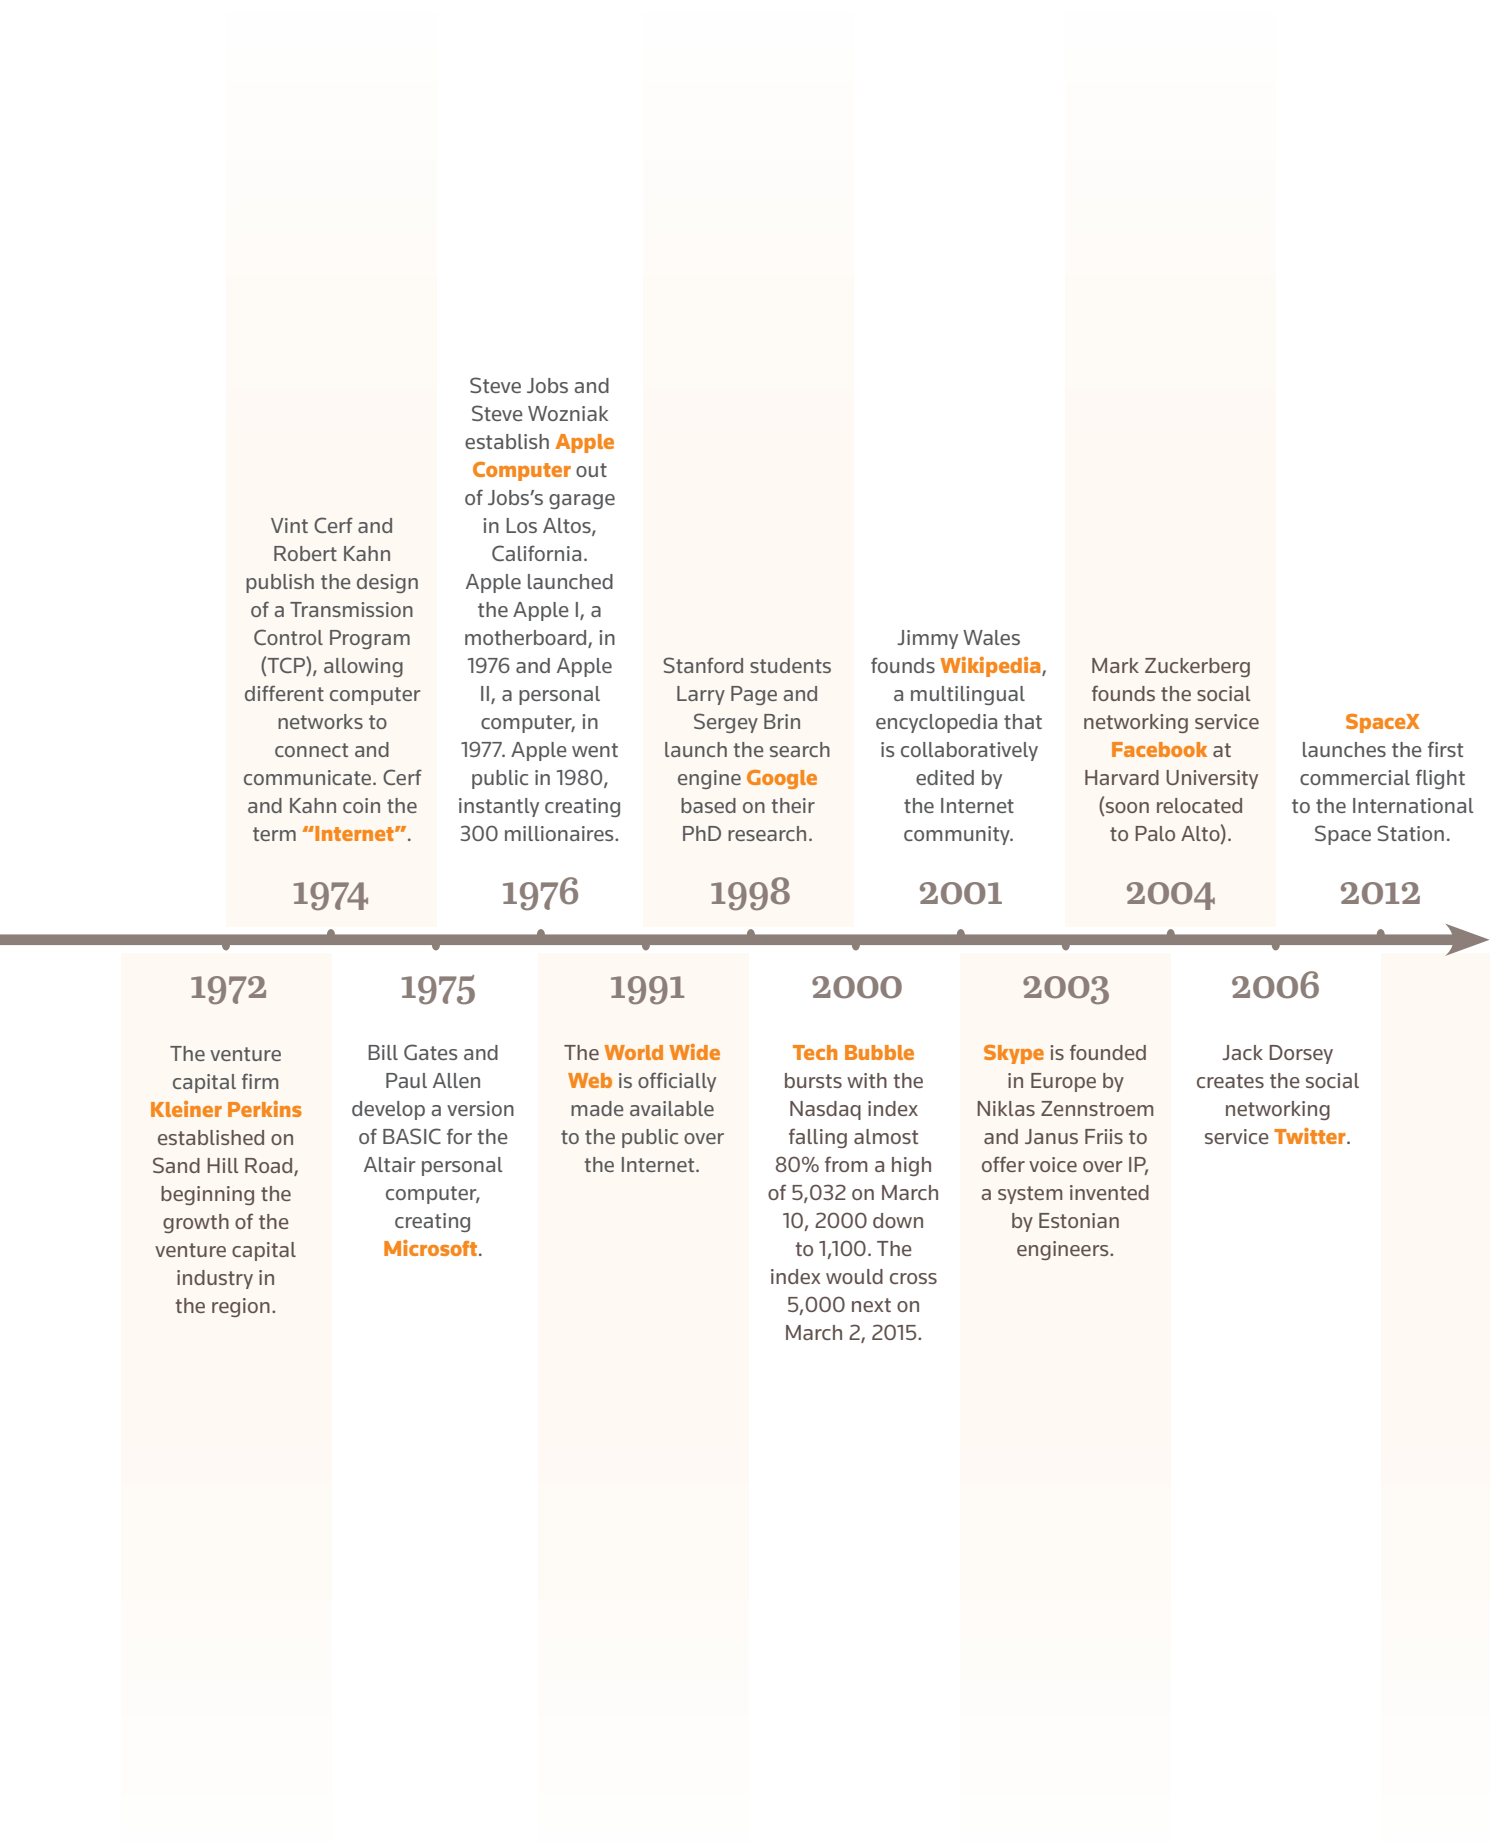 Vint Cerf and
Robert Kahn
publish the design
of a Transmission
Control Program
(TCP), allowing
different computer
networks to
connect and
communicate. Cerf
and Kahn coin the
term “Internet”.
1974
Steve Jobs and
Steve Wozniak
establish Apple
Computer out
of Jobs’s garage
in Los Altos,
California.
Apple launched
the Apple I, a
motherboard, in
1976 and Apple
II, a personal
computer, in
1977. Apple went
public in 1980,
instantly creating
300 millionaires.
1976
Stanford students
Larry Page and
Sergey Brin
launch the search
engine Google
based on their
PhD research.
1998
Jimmy Wales
founds Wikipedia,
a multilingual
encyclopedia that
is collaboratively
edited by
the Internet
community.
2001
Mark Zuckerberg
founds the social
networking service
Facebook at
Harvard University
(soon relocated
to Palo Alto).
2004
SpaceX
launches the first
commercial flight
to the International
Space Station.
2012
1972
The venture
capital firm
Kleiner Perkins
established on
Sand Hill Road,
beginning the
growth of the
venture capital
industry in
the region.
1975
Bill Gates and
Paul Allen
develop a version
of BASIC for the
Altair personal
computer,
creating
Microsoft.
1991
The World Wide
Web is officially
made available
to the public over
the Internet.
2000
Tech Bubble
bursts with the
Nasdaq index
falling almost
80% from a high
of 5,032 on March
10, 2000 down
to 1,100. The
index would cross
5,000 next on
March 2, 2015.
2003
Skype is founded
in Europe by
Niklas Zennstroem
and Janus Friis to
offer voice over IP,
a system invented
by Estonian
engineers.
2006
Jack Dorsey
creates the social
networking
service Twitter.